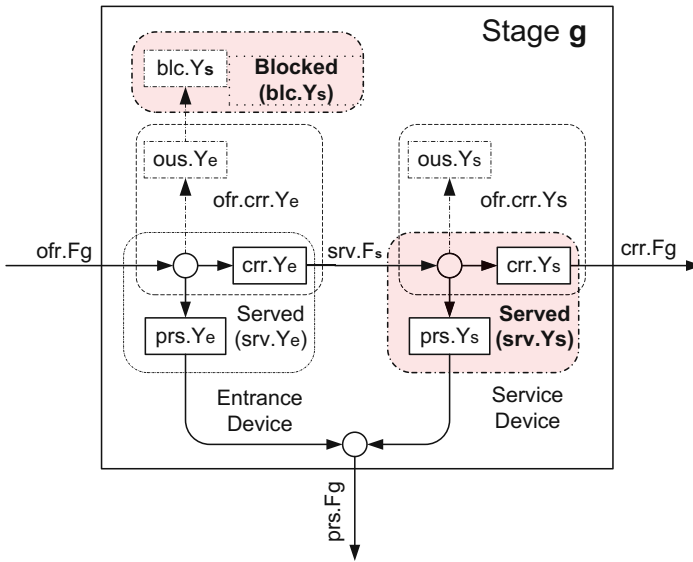 Stage g
blc.Ys
Blocked
(blc.Ys)
ous.Ye
ofr.crr.Ye
ous.Ys
ofr.crr.Ys
ofr.Fg
crr.Ye
srv.Fs
crr.Ys
crr.Fg
prs.Ye
Served
(srv.Ye)
prs.Ys
Served
(srv.Ys)
Entrance
Device
Service
Device
prs.Fg